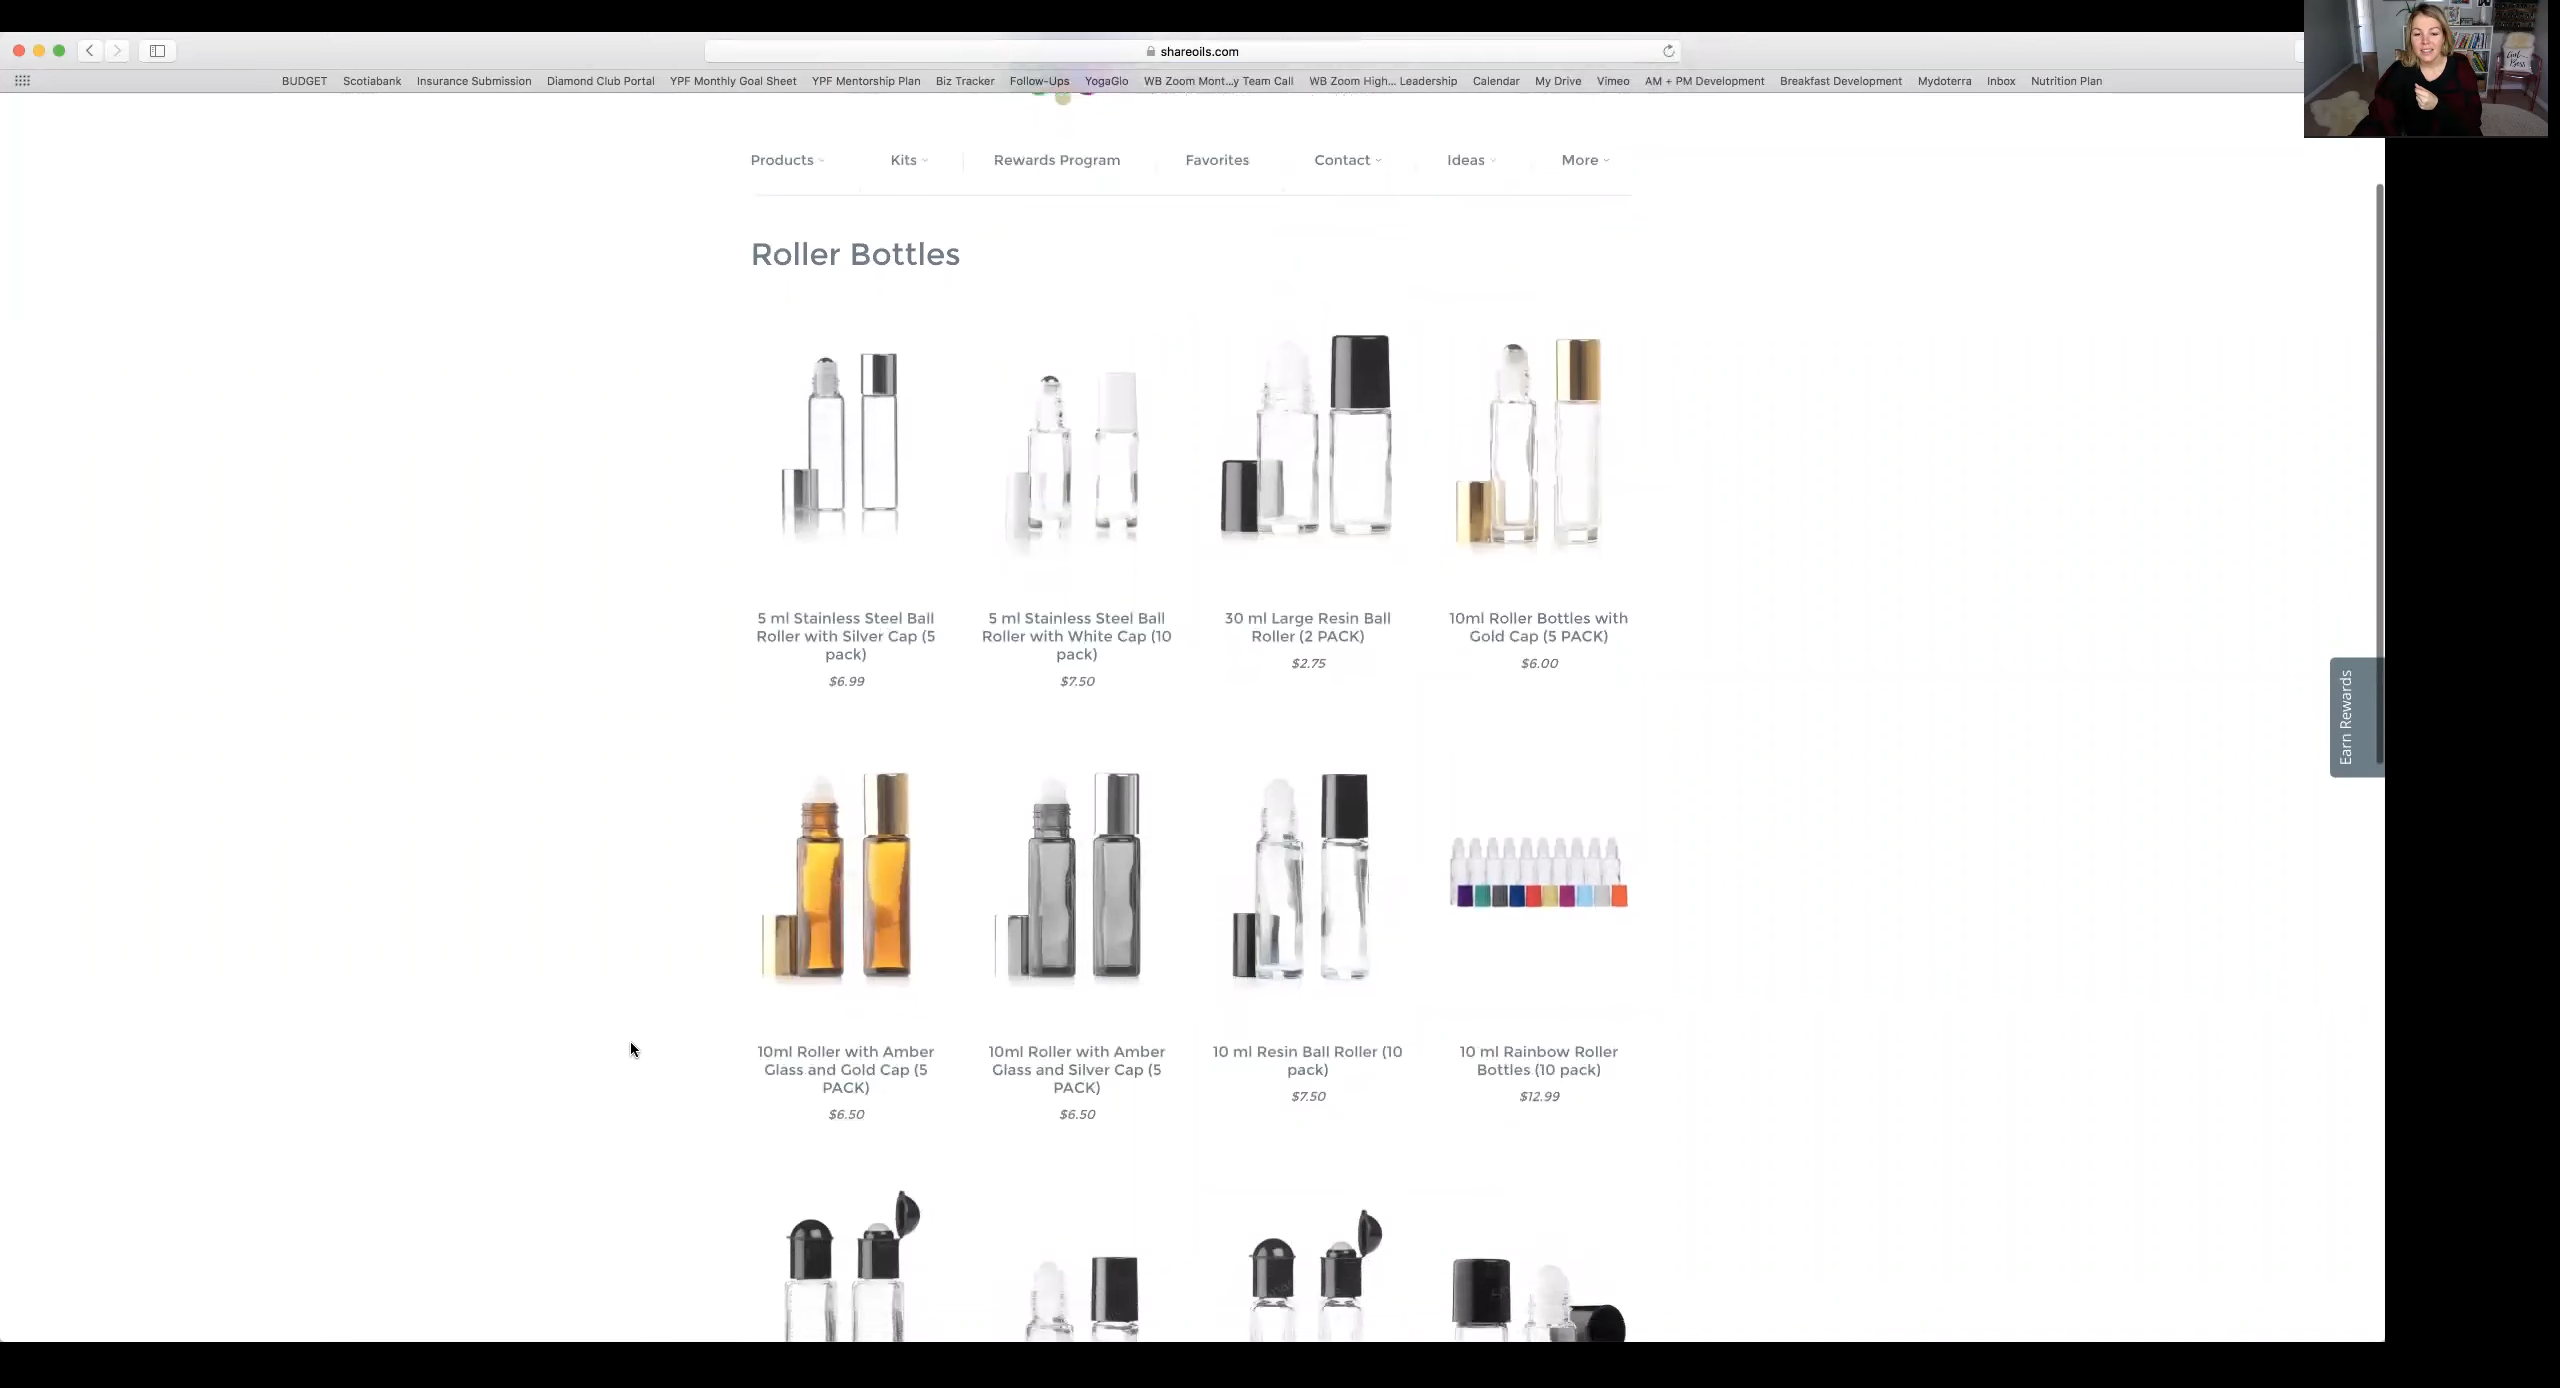 shareoils.com
BUDGET Scotiabank Insurance Submission Diamond Club Portal YPF Monthly Goal Sheet YPF Mentorship Plan Biz Tracker Follow-Ups YogaGlo WB Zoom Mont...y Team Call WB Zoom High... Leadership Calendar My Drive Vimeo AM + PM Development Breakfast Development Mydoterra Inbox Nutrition Plan
Products Kits Rewards Program Favorites Contact Ideas More
Roller Bottles
5 ml Stainless Steel Ball
Roller with Silver Cap (5
pack)
$6.99
5 ml Stainless Steel Ball
Roller with White Cap (10
pack)
$7.50
30 ml Large Resin Ball
Roller (2 PACK)
$2.75
10ml Roller Bottles with
Gold Cap (5 PACK)
$6.00
Earn Rewards
10ml Roller with Amber
Glass and Gold Cap (5
PACK)
$6.50
10ml Roller with Amber
Glass and Silver Cap (5
PACK)
$6.50
10 ml Resin Ball Roller (10
pack)
$7.50
10 ml Rainbow Roller
Bottles (10 pack)
$12.99